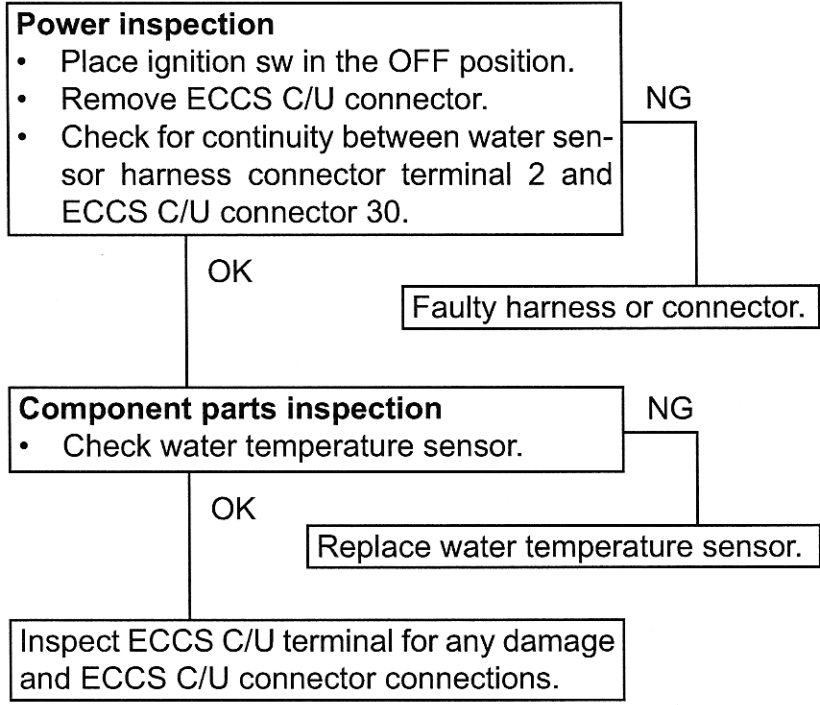 Power inspection
• Place ignition sw in the OFF position.
• Remove ECCS C/U connector.
• Check for continuity between water sen-
sor harness connector terminal 2 and
ECCS C/U connector 30.
NG
OK
Faulty harness or connector.
Component parts inspection
• Check water temperature sensor.
NG
OK
Replace water temperature sensor.
Inspect ECCS C/U terminal for any damage
and ECCS C/U connector connections.